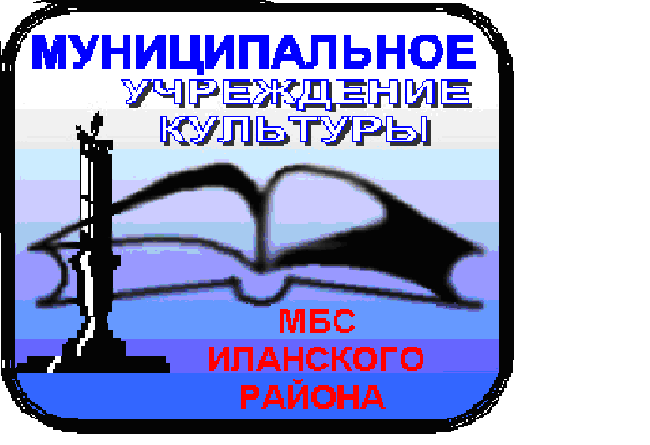 МУНИЦИПАЛЬНОЕ
УЧРЕЖДЕНИЕ
КУЛЬТУРЫ
МБС
ИЛАНСКОГО
РАЙОНА